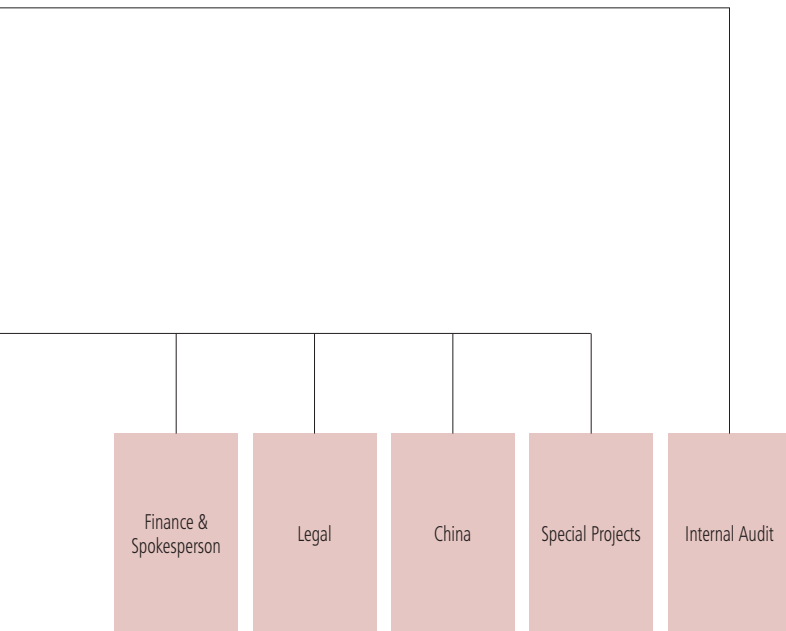 Finance &
Spokesperson
Legal
China
Special Projects
Internal Audit